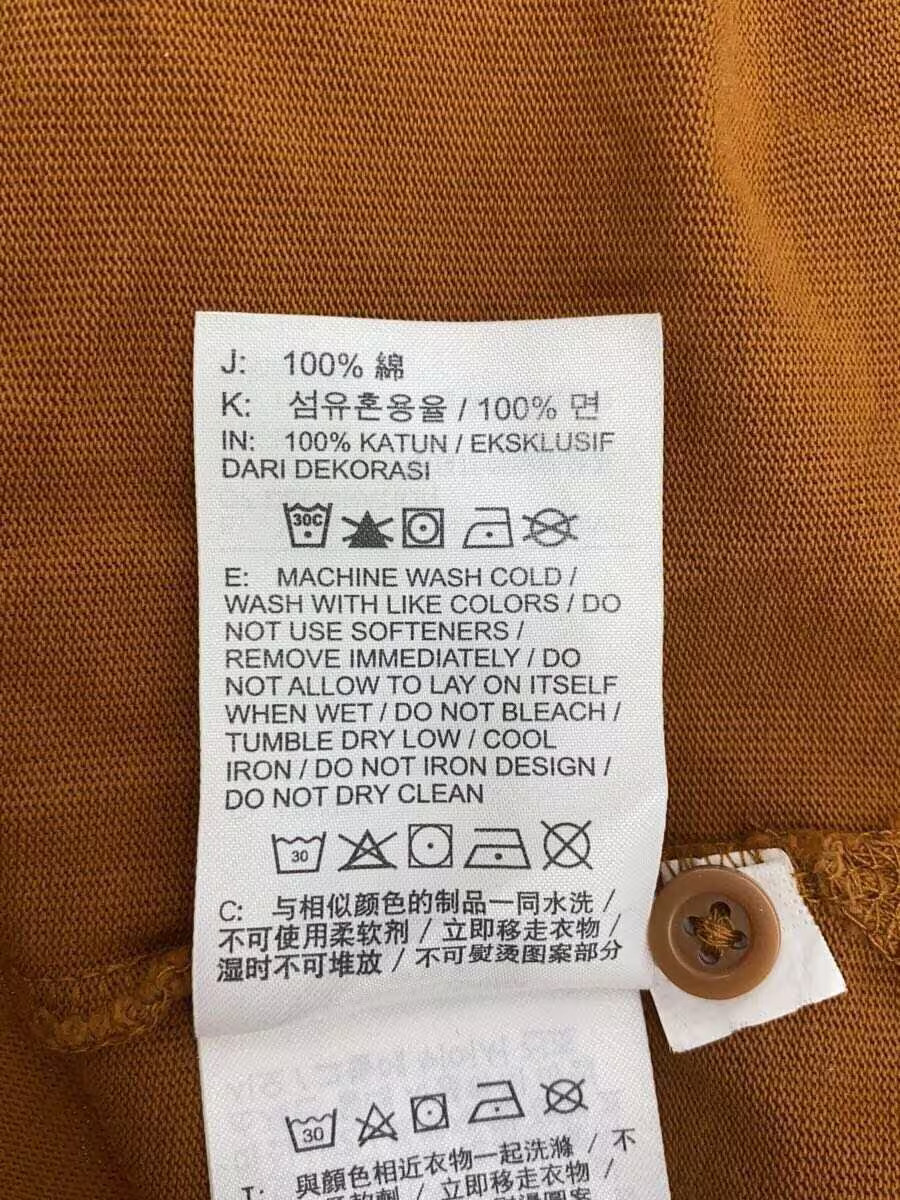 J: 100% 綿
K: 섬유혼용율 / 100% 면
IN: 100% KATUN / EKSKLUSIF
DARI DEKORASI
30C
E: MACHINE WASH COLD /
WASH WITH LIKE COLORS / DO
NOT USE SOFTENERS /
REMOVE IMMEDIATELY / DO
NOT ALLOW TO LAY ON ITSELF
WHEN WET / DO NOT BLEACH /
TUMBLE DRY LOW / COOL
IRON / DO NOT IRON DESIGN /
DO NOT DRY CLEAN
30
C: 与相似颜色的制品一同水洗 /
不可使用柔软剂 / 立即移走衣物 /
湿时不可堆放 / 不可熨烫图案部分
30
與顏色相近衣物一起洗滌 / 不
立即移走衣物 /